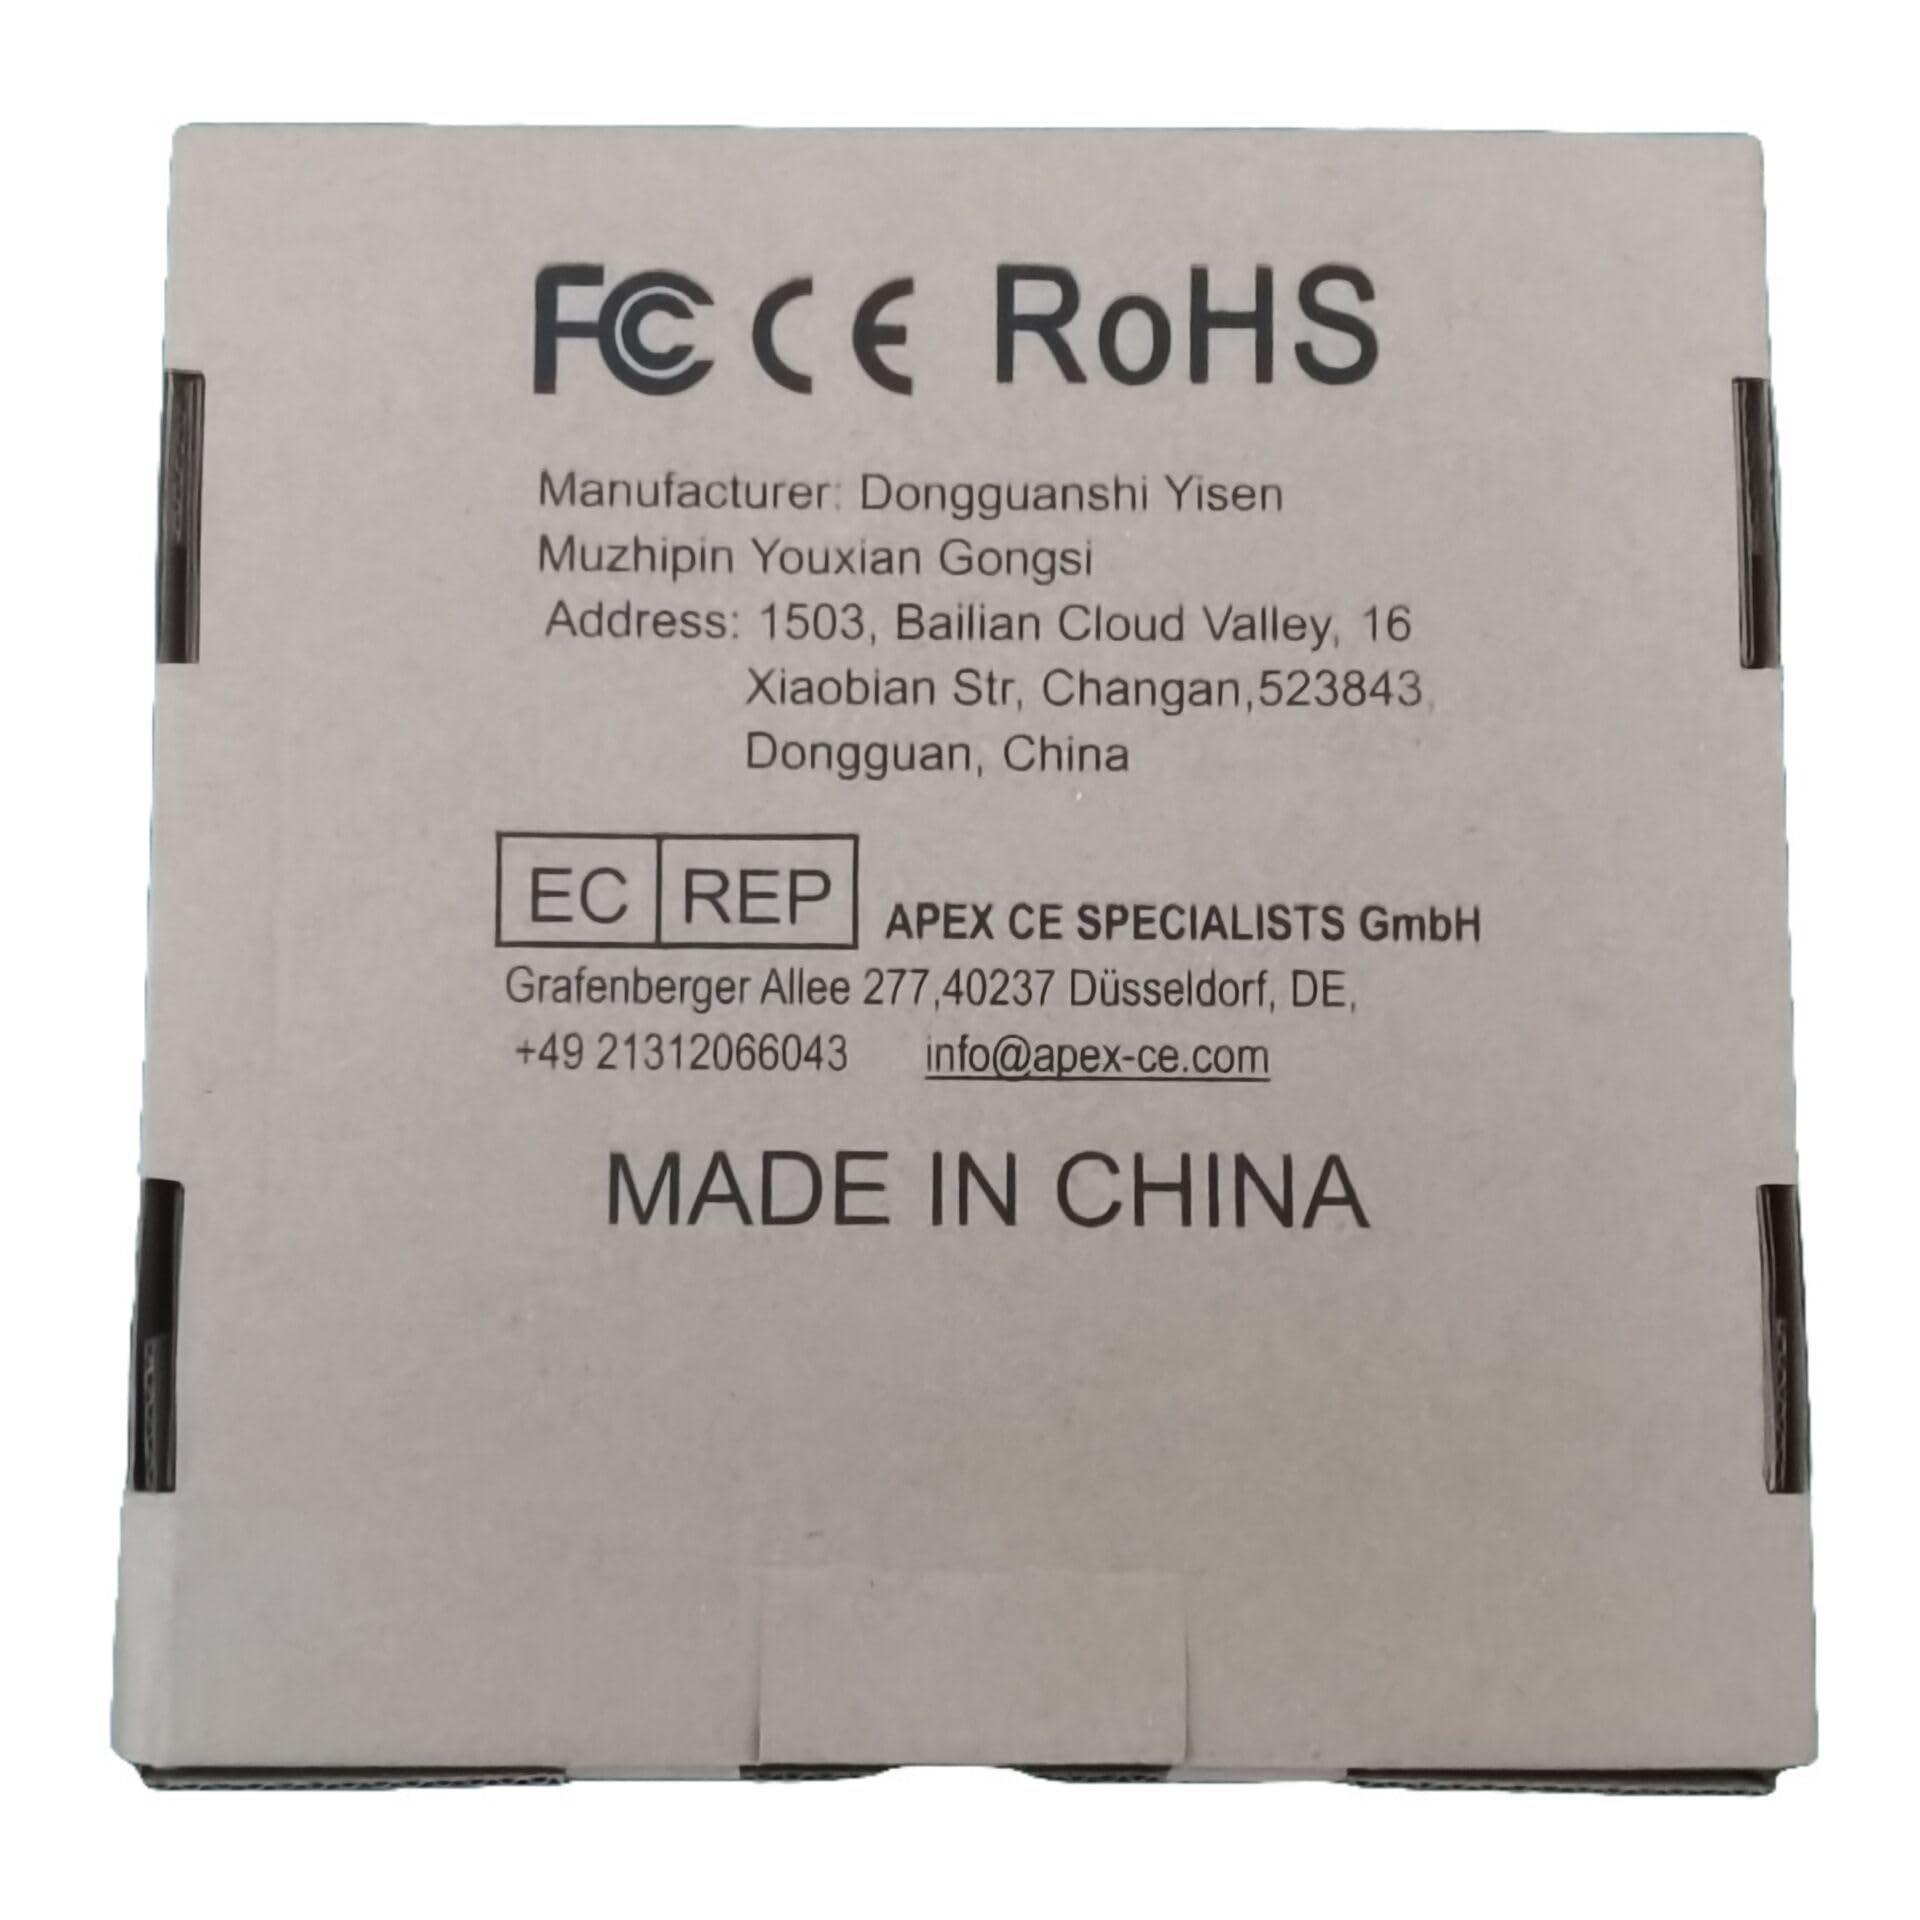 FCC CE RoHS
Manufacturer: Dongguanshi Yisen
Muzhipin Youxian Gongsi
Address: 1503, Bailian Cloud Valley, 16
Xiaobian Str, Changan,523843,
Dongguan, China
EC REP APEX CE SPECIALISTS GmbH
Grafenberger Allee 277,40237 Düsseldorf, DE,
+49 21312066043 info@apex-ce.com
MADE IN CHINA